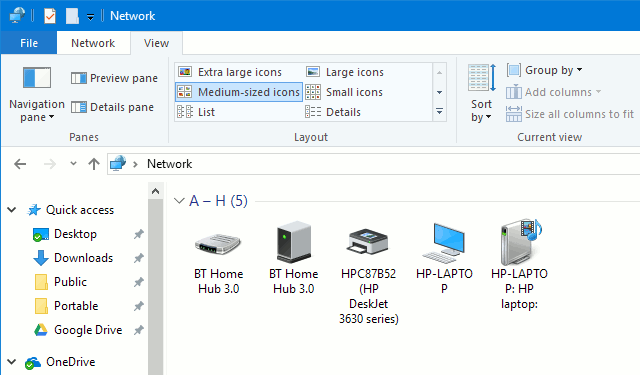 Network
File Network View
Navigation pane
Preview pane
Details pane
Panes
Extra large icons Large icons
Medium-sized icons Small icons
List Details
Layout
Sort by
Group by
Add columns
Size all columns to fit
Current view
Network
Quick access
Desktop
Downloads
Public
Portable
Google Drive
OneDrive
A – H (5)
BT Home
Hub 3.0
BT Home
Hub 3.0
HPC87B52
(HP
DeskJet
3630 series)
HP-LAPTO
P
HP-LAPTO
P: HP
laptop: